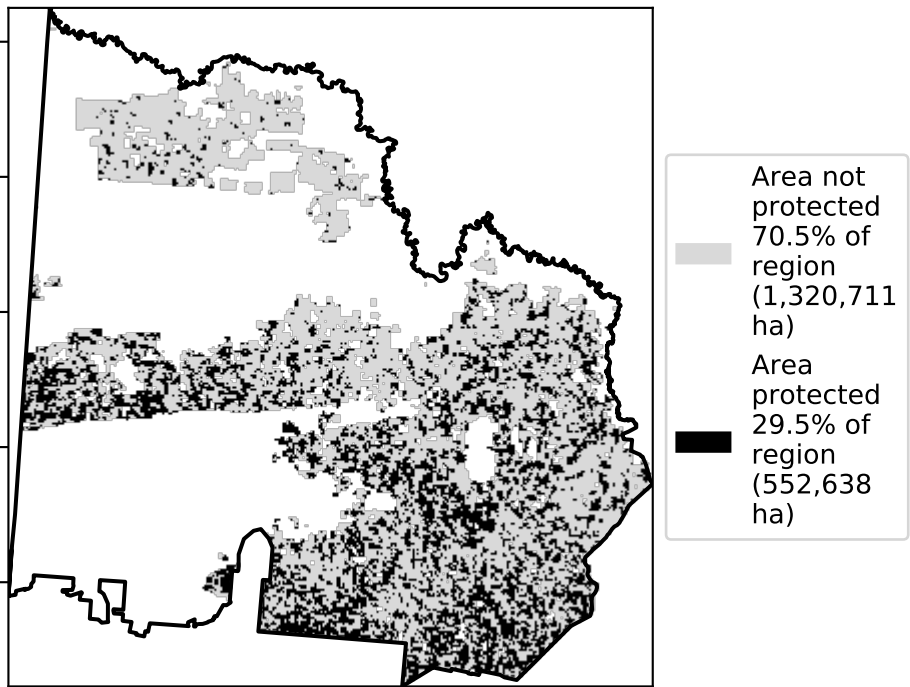 Area not
protected
70.5% of
region
(1,320,711
ha)
Area
protected
29.5% of
region
(552,638
ha)